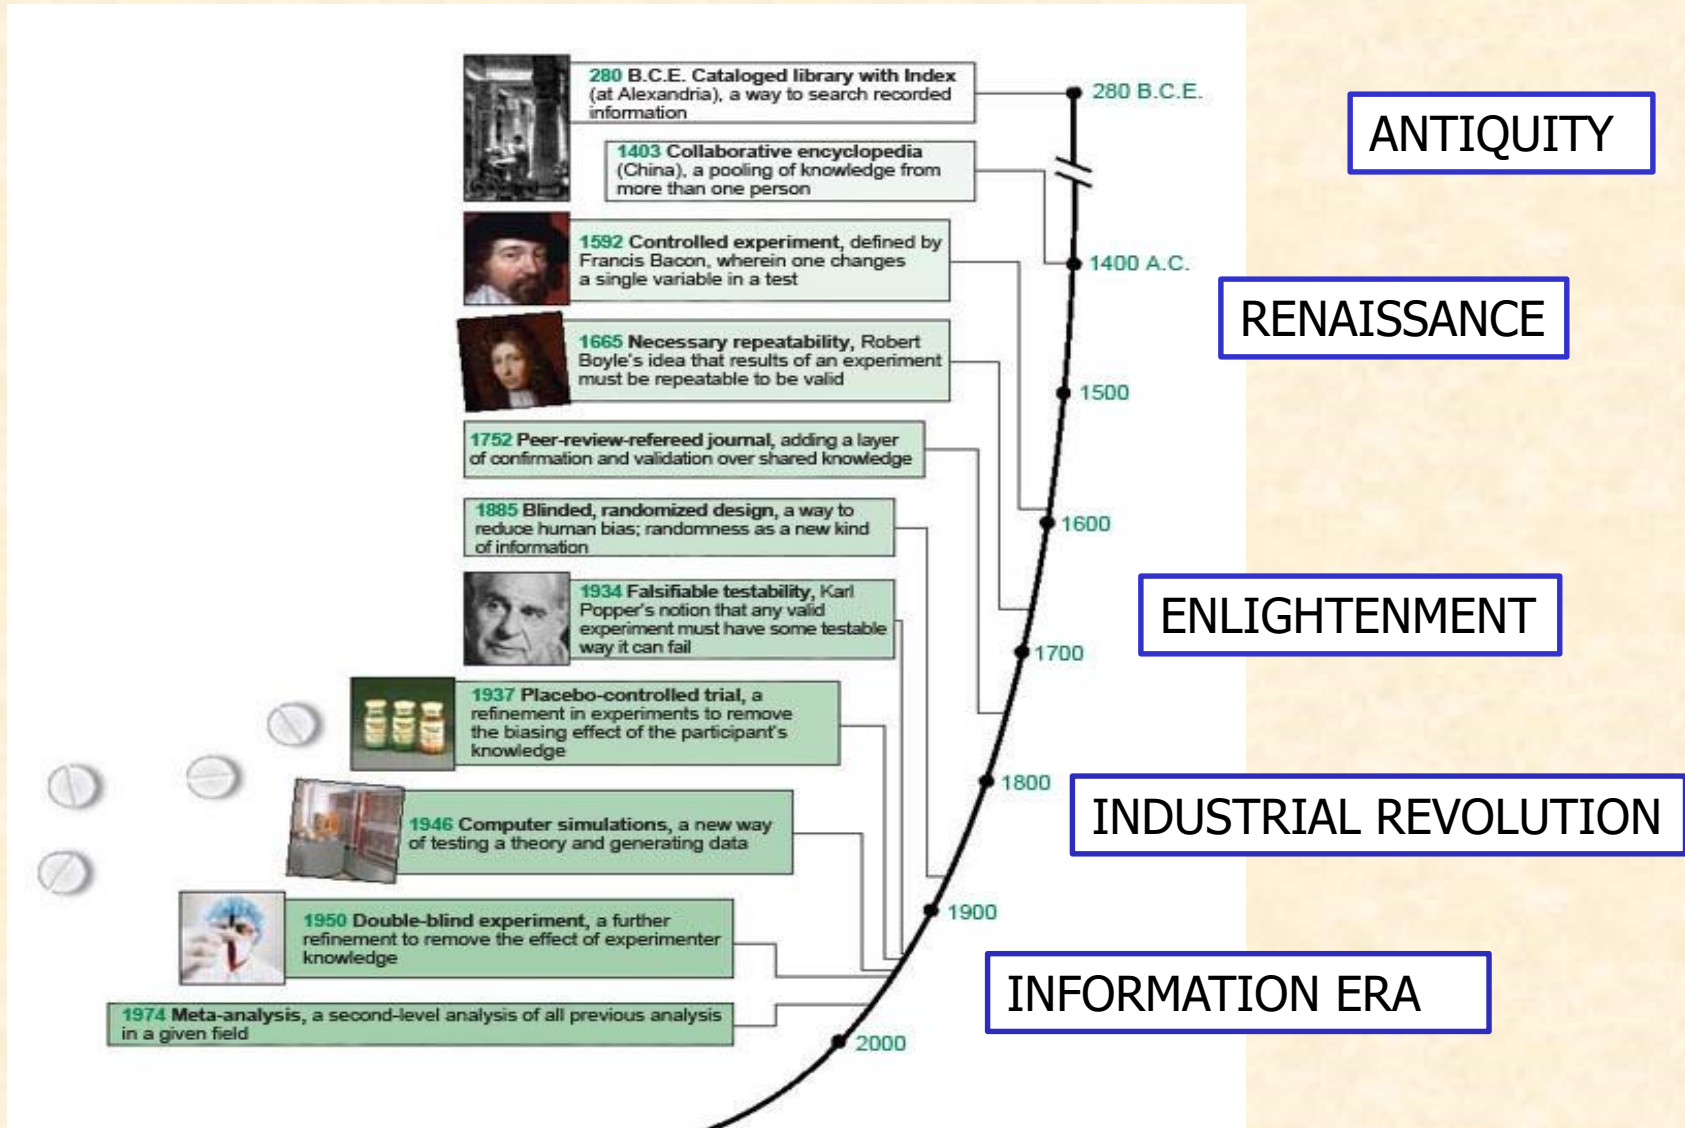 280 B.C.E. Cataloged library with Index
(at Alexandria), a way to search recorded
information
280 B.C.E.
ANTIQUITY
1403 Collaborative encyclopedia
(China), a pooling of knowledge from
more than one person
1592 Controlled experiment, defined by
Francis Bacon, wherein one changes
a single variable in a test
1400 A.C.
RENAISSANCE
1665 Necessary repeatability, Robert
Boyle's idea that results of an experiment
must be repeatable to be valid
1500
1752 Peer-review-refereed journal, adding a layer
of confirmation and validation over shared knowledge
1885 Blinded, randomized design, a way to
reduce human bias; randomness as a new kind
of information
1600
1934 Falsifiable testability, Karl
Popper's notion that any valid
experiment must have some testable
way it can fail
ENLIGHTENMENT
1700
1937 Placebo-controlled trial, a
refinement in experiments to remove
the biasing effect of the participant's
knowledge
1800
INDUSTRIAL REVOLUTION
1946 Computer simulations, a new way
of testing a theory and generating data
1900
1950 Double-blind experiment, a further
refinement to remove the effect of experimenter
knowledge
INFORMATION ERA
1974 Meta-analysis, a second-level analysis of all previous analysis
in a given field
2000